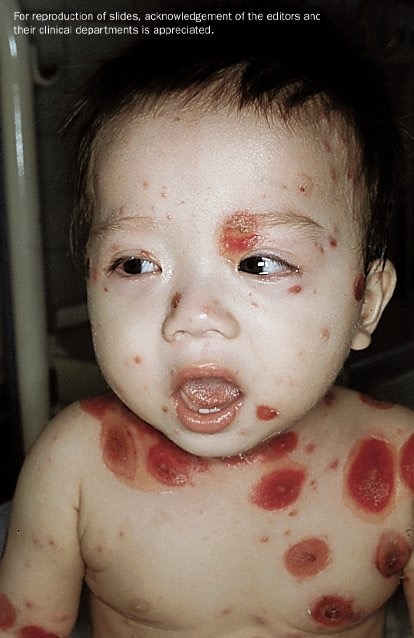 For reproduction of slides, acknowledgement of the editors and
their clinical departments is appreciated.